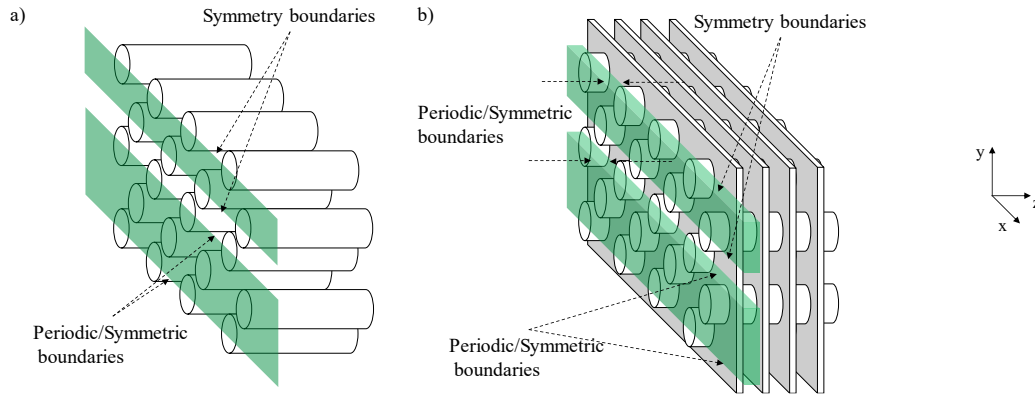 a)
Symmetry boundaries
Periodic/Symmetric
boundaries
b)
Symmetry boundaries
Periodic/Symmetric
boundaries
Periodic/Symmetric
boundaries
y
z
x